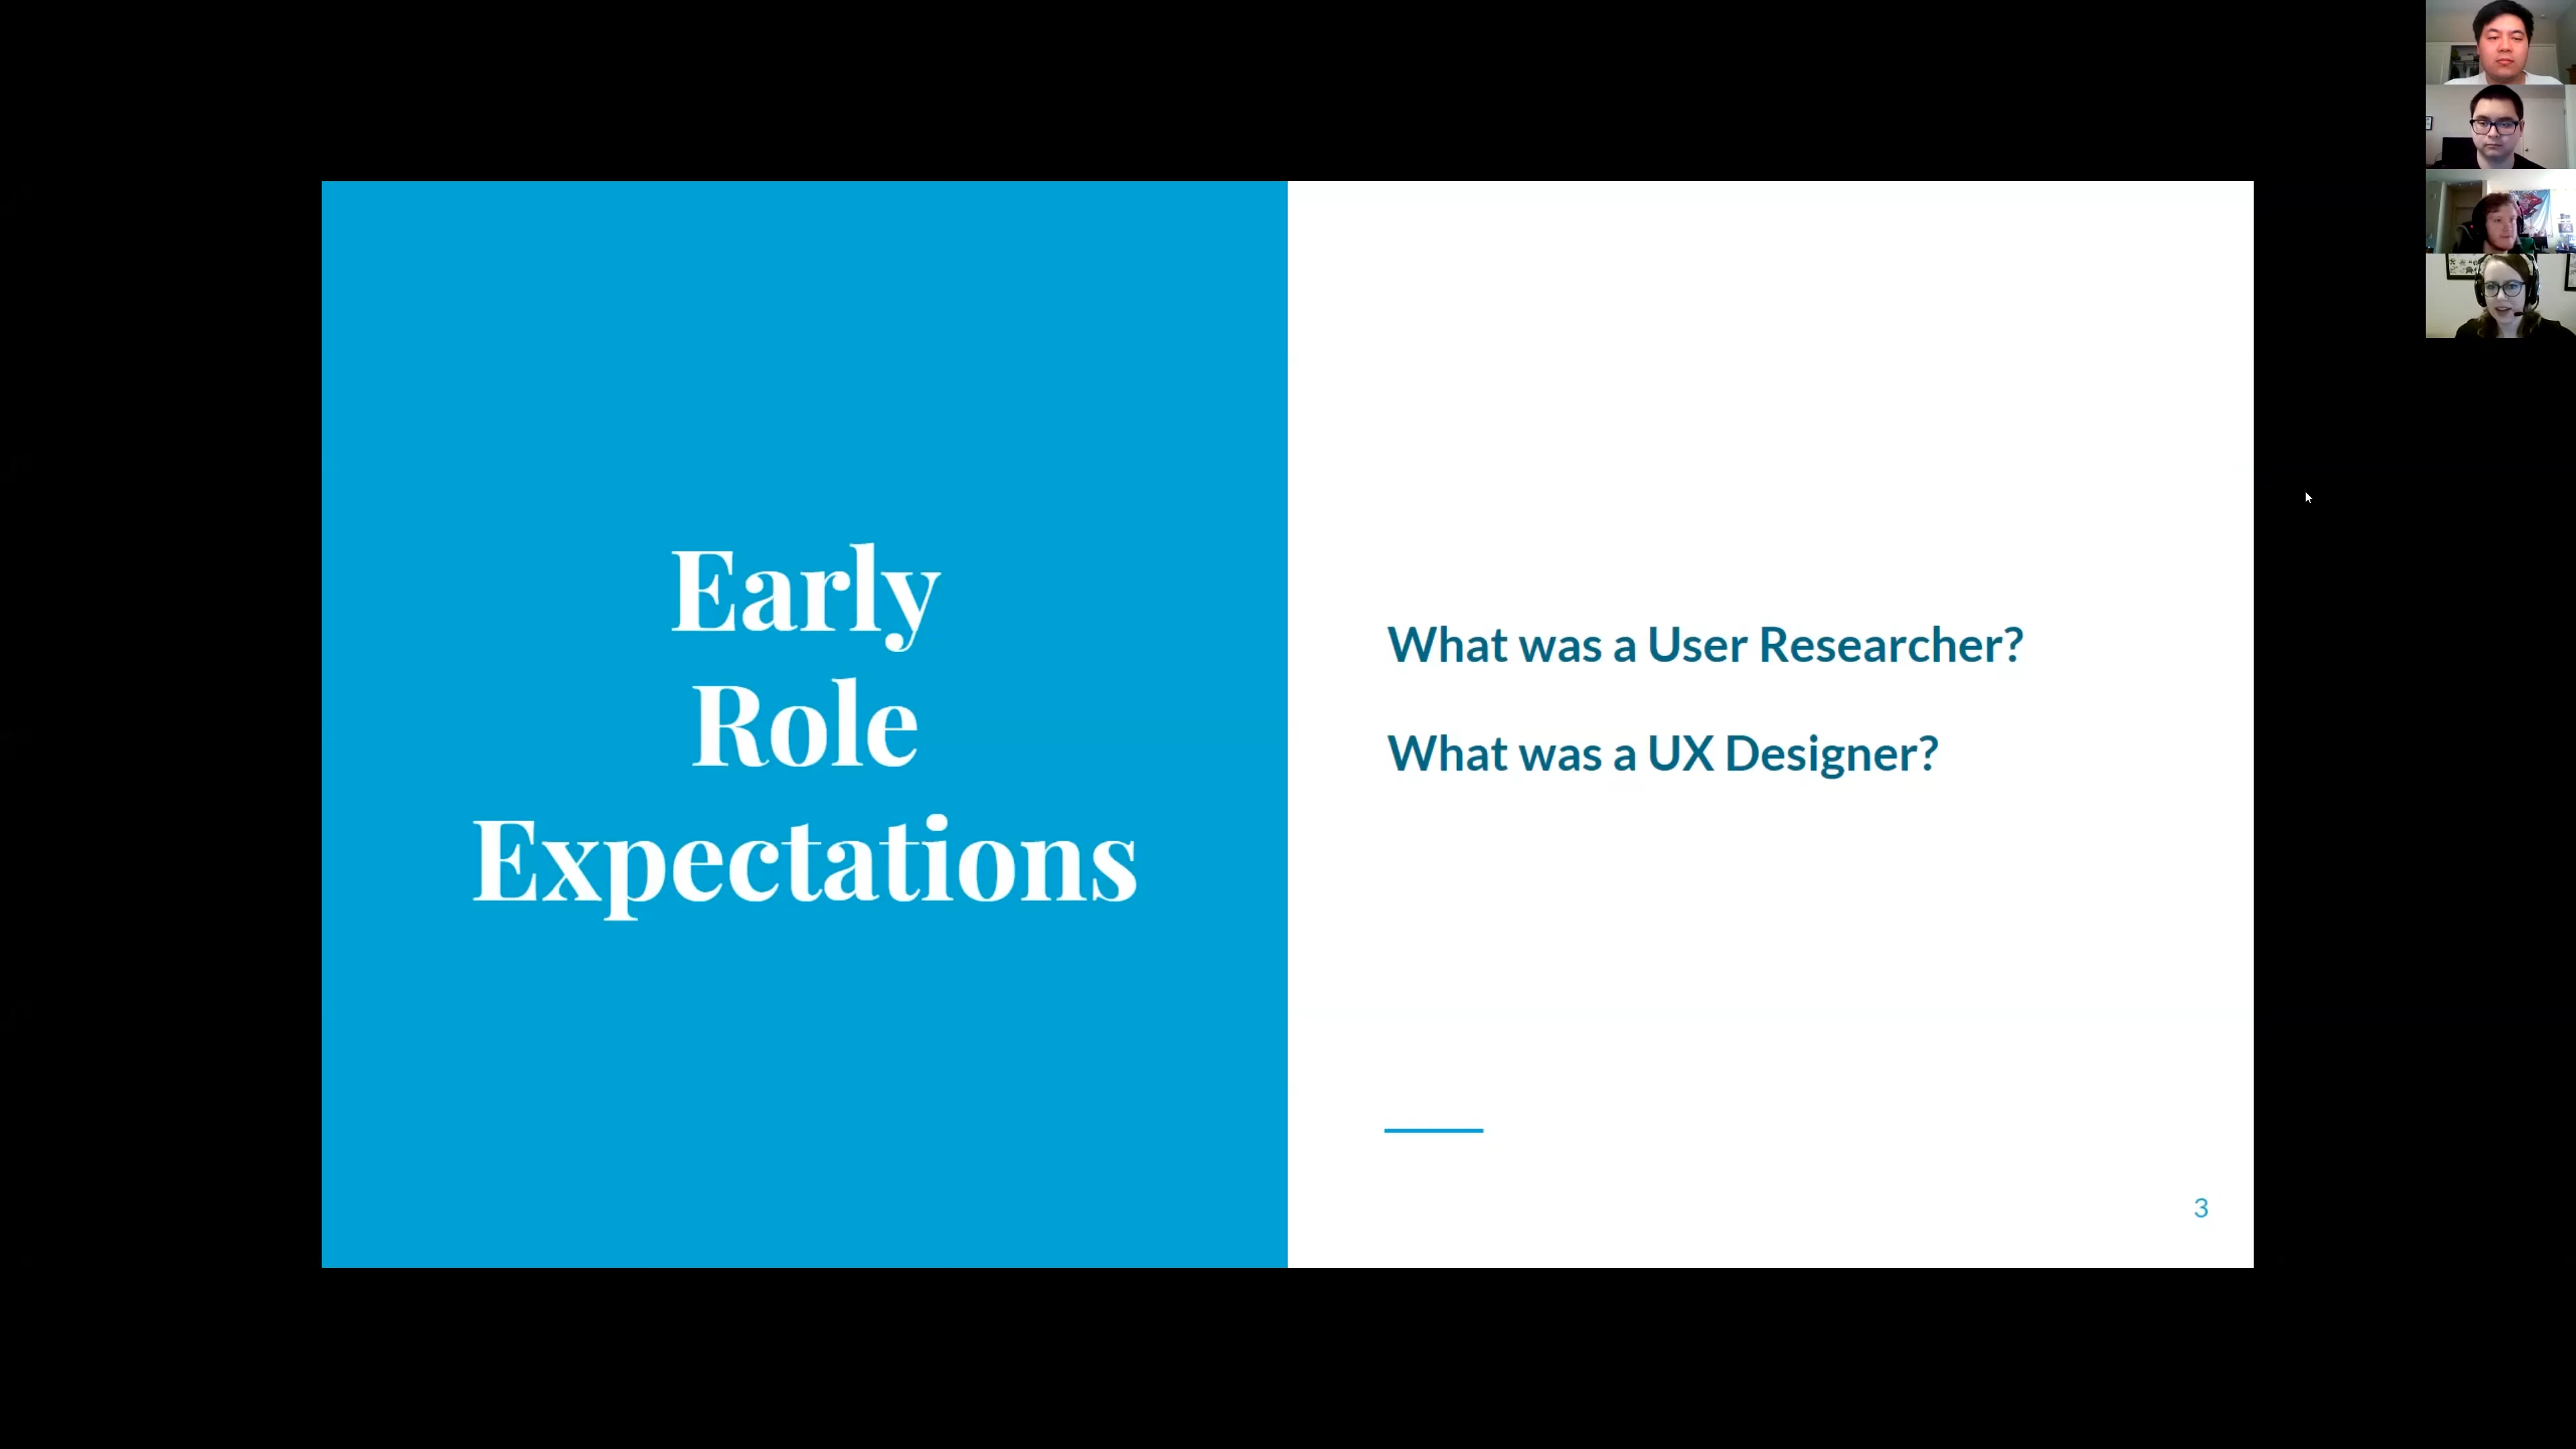 Early
Role
Expectations
What was a User Researcher?
What was a UX Designer?
3